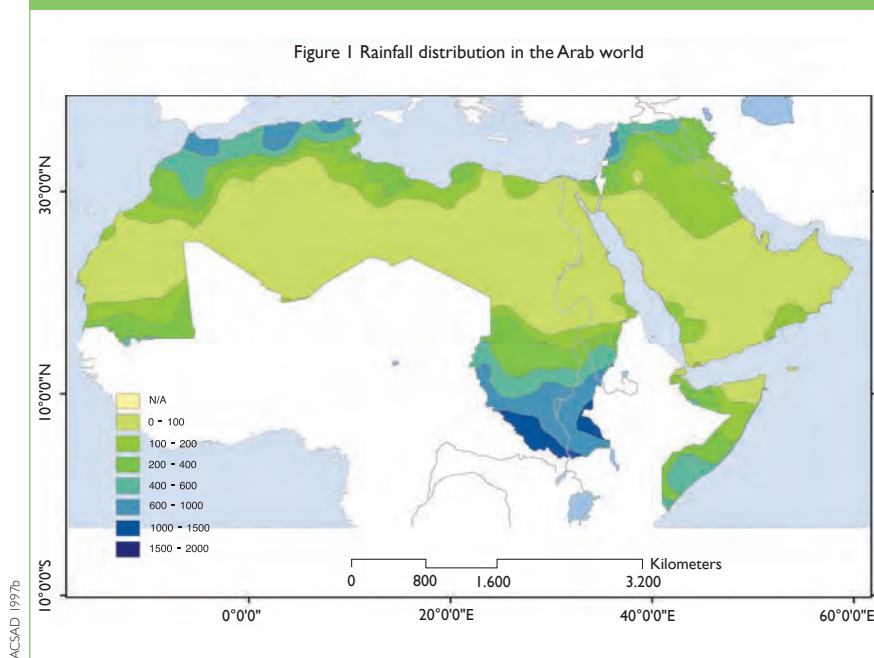 Figure 1 Rainfall distribution in the Arab world
30°0'0"N
10°0'0"N
10°0'0"S
N/A
0 - 100
100 - 200
200 - 400
400 - 600
600 - 1000
1000 - 1500
1500 - 2000
Kilometers
0 800 1.600 3.200
0°0'0" 20°0'0"E 40°0'0"E 60°0'0"E
ACSAD 1997b